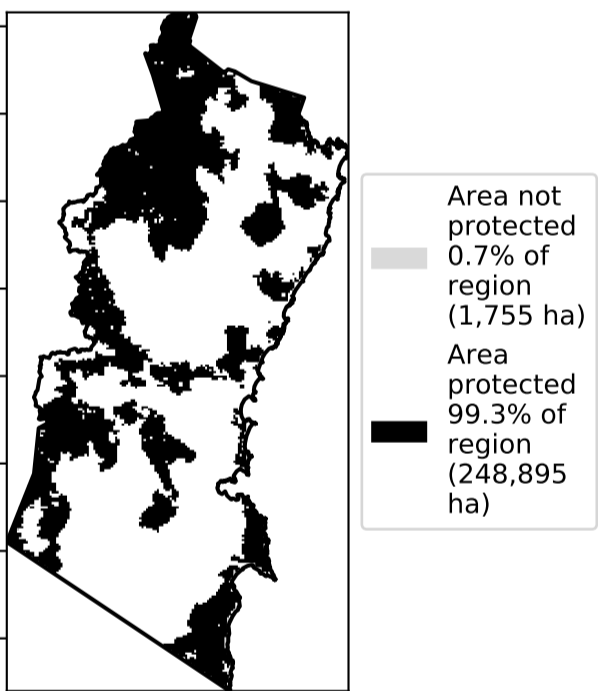 Area not
protected
0.7% of
region
(1,755 ha)
Area
protected
99.3% of
region
(248,895
ha)